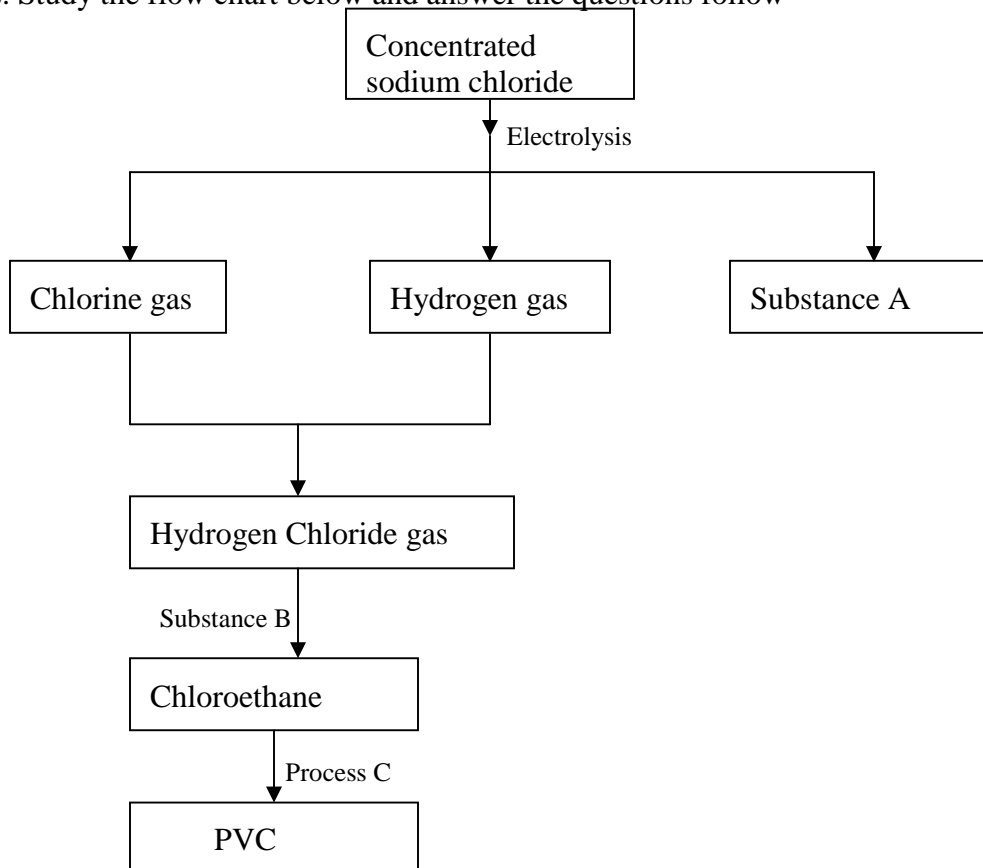 . Study the flow chart below and answer the questions follow
Concentrated
sodium chloride
Electrolysis
Chlorine gas
Hydrogen gas
Substance A
Hydrogen Chloride gas
Substance B
Chloroethane
Process C
PVC